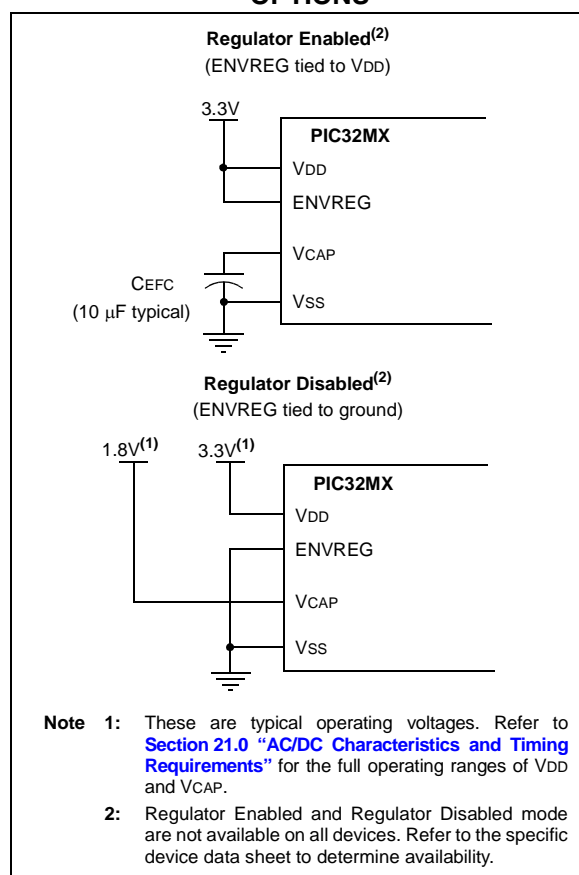 OPTIONS
Regulator Enabled(2)
(ENVREG tied to VDD)
3.3V
PIC32MX
VDD
ENVREG
VCAP
CEFC
(10 μF typical)
VSS
Regulator Disabled(2)
(ENVREG tied to ground)
1.8V(1) 3.3V(1)
PIC32MX
VDD
ENVREG
VCAP
VSS
Note 1: These are typical operating voltages. Refer to
Section 21.0 “AC/DC Characteristics and Timing
Requirements” for the full operating ranges of VDD
and VCAP.
2: Regulator Enabled and Regulator Disabled mode
are not available on all devices. Refer to the specific
device data sheet to determine availability.